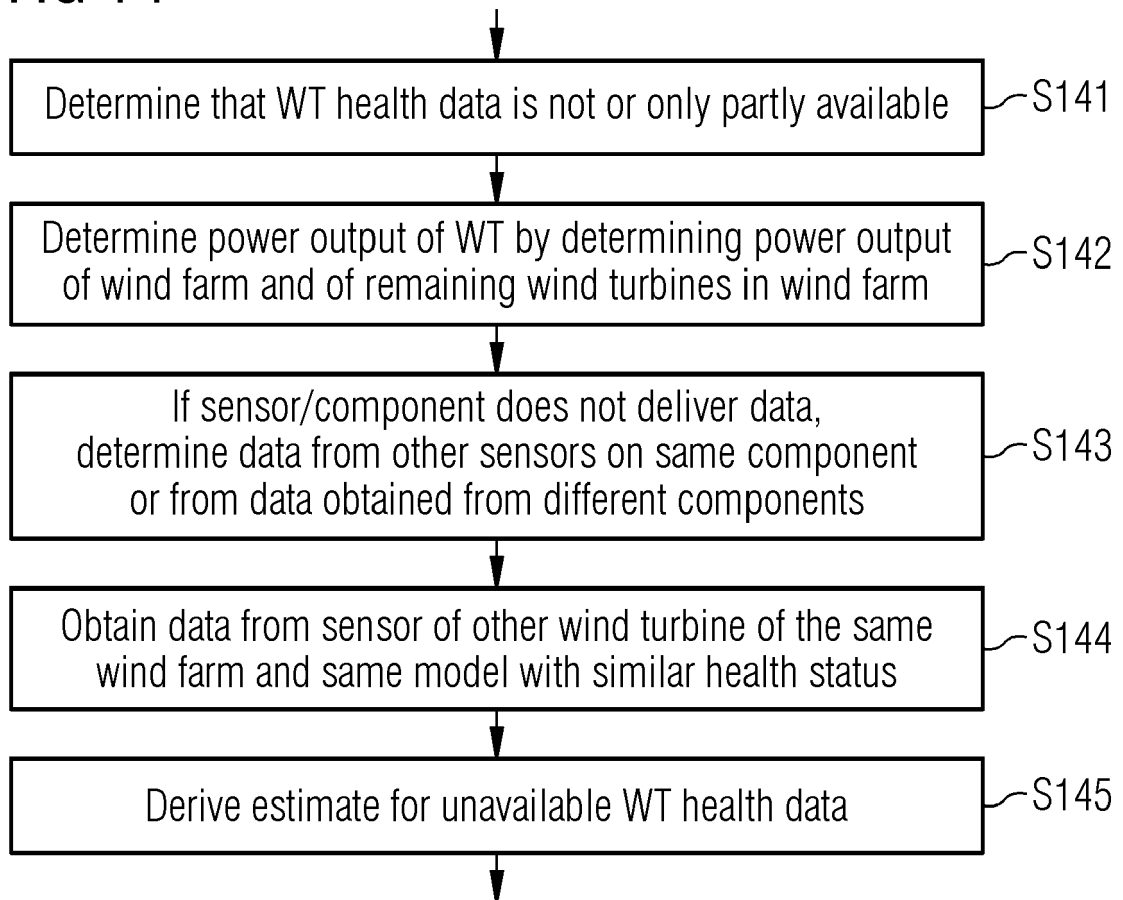 Determine that WT health data is not or only partly available
S141
Determine power output of WT by determining power output
of wind farm and of remaining wind turbines in wind farm
S142
If sensor/component does not deliver data,
determine data from other sensors on same component
or from data obtained from different components
S143
Obtain data from sensor of other wind turbine of the same
wind farm and same model with similar health status
S144
Derive estimate for unavailable WT health data
S145